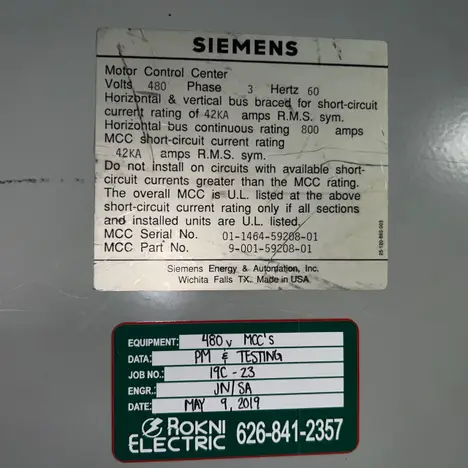 SIEMENS
Motor Control Center
Volts 480 Phase 3 Hertz 60
Horizontal & vertical bus braced for short-circuit
current rating of 42KA amps R.M.S. sym.
Horizontal bus continuous rating 800 amps
MCC short-circuit current rating
42KA amps R.M.S. sym.
Do not install on circuits with available short-
circuit currents greater than the MCC rating.
The overall MCC is U.L. listed at the above
short-circuit current rating only if all sections
and installed units are U.L. listed.
MCC Serial No. 01-1464-59208-01
MCC Part No. 9-001-59208-01
Siemens Energy & Automation, Inc.
Wichita Falls TX. Made in USA
EQUIPMENT: 480 V MCC'S
DATA: PM & TESTING
JOB NO.: 19C-23
ENGR.: JN/SA
DATE: MAY 9, 2019
ROKNI
ELECTRIC 626-841-2357